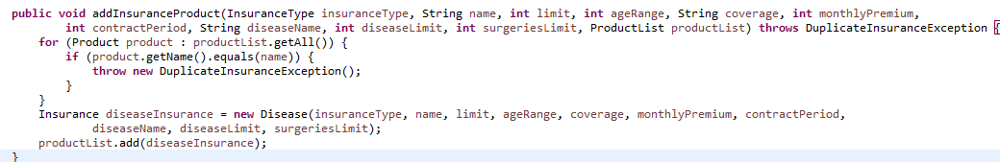 public void addInsuranceProduct(InsuranceType insuranceType, String name, int limit, int ageRange, String coverage, int monthlyPremium,
int contractPeriod, String diseaseName, int diseaseLimit, int surgeriesLimit, ProductList productList) throws DuplicateInsuranceException {
for (Product product : productList.getAll()) {
if (product.getName().equals(name)) {
throw new DuplicateInsuranceException();
}
}
Insurance diseaseInsurance = new Disease(insuranceType, name, limit, ageRange, coverage, monthlyPremium, contractPeriod,
diseaseName, diseaseLimit, surgeriesLimit);
productList.add(diseaseInsurance);
}